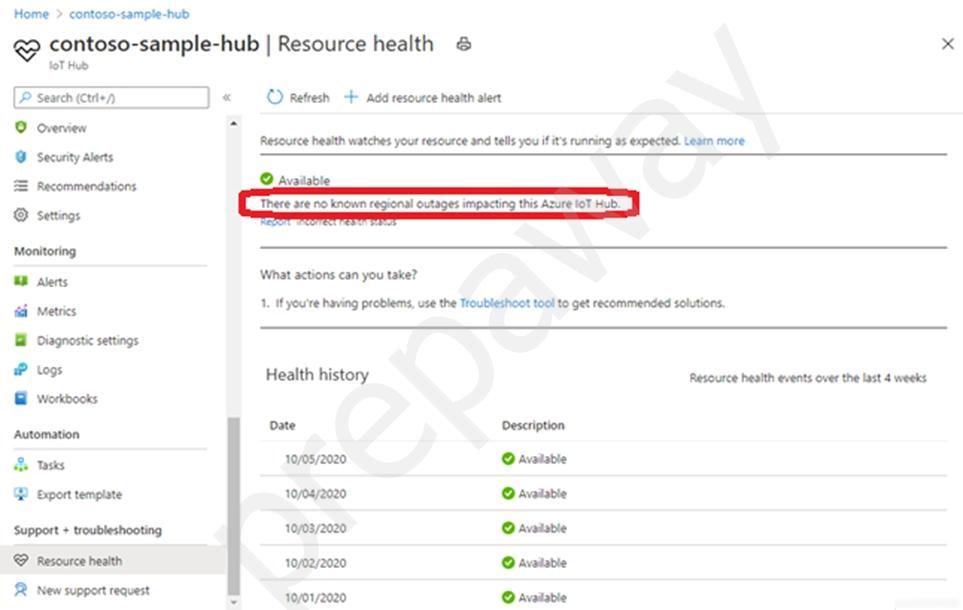 Home > contoso-sample-hub
contoso-sample-hub | Resource health
IoT Hub
Search (Ctrl+/)
Overview
Security Alerts
Recommendations
Settings
Monitoring
Alerts
Metrics
Diagnostic settings
Logs
Workbooks
Automation
Tasks
Export template
Support + troubleshooting
Resource health
New support request
Refresh + Add resource health alert
Resource health watches your resource and tells you if it's running as expected. Learn more
Available
There are no known regional outages impacting this Azure IoT Hub.
Report incorrect health status
What actions can you take?
1. If you're having problems, use the Troubleshoot tool to get recommended solutions.
Health history
Resource health events over the last 4 weeks
Date Description
10/05/2020 Available
10/04/2020 Available
10/03/2020 Available
10/02/2020 Available
10/01/2020 Available
prepaway